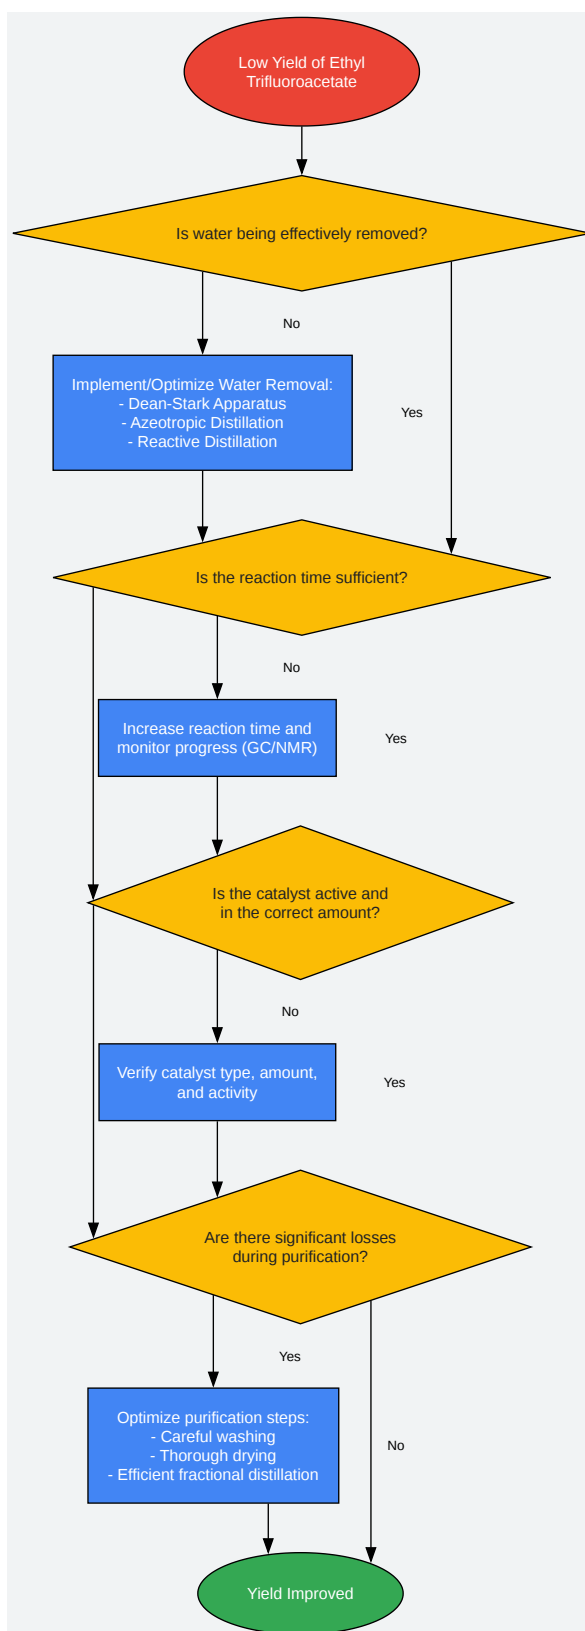 Low Yield of Ethyl
Trifluoroacetate
Is water being effectively removed?
No
Implement/Optimize Water Removal:
- Dean-Stark Apparatus
- Azeotropic Distillation
- Reactive Distillation
Yes
Is the reaction time sufficient?
No
Increase reaction time and
monitor progress (GC/NMR)
Yes
Is the catalyst active and
in the correct amount?
No
Verify catalyst type, amount,
and activity
Yes
Are there significant losses
during purification?
Yes
Optimize purification steps:
- Careful washing
- Thorough drying
- Efficient fractional distillation
No
Yield Improved